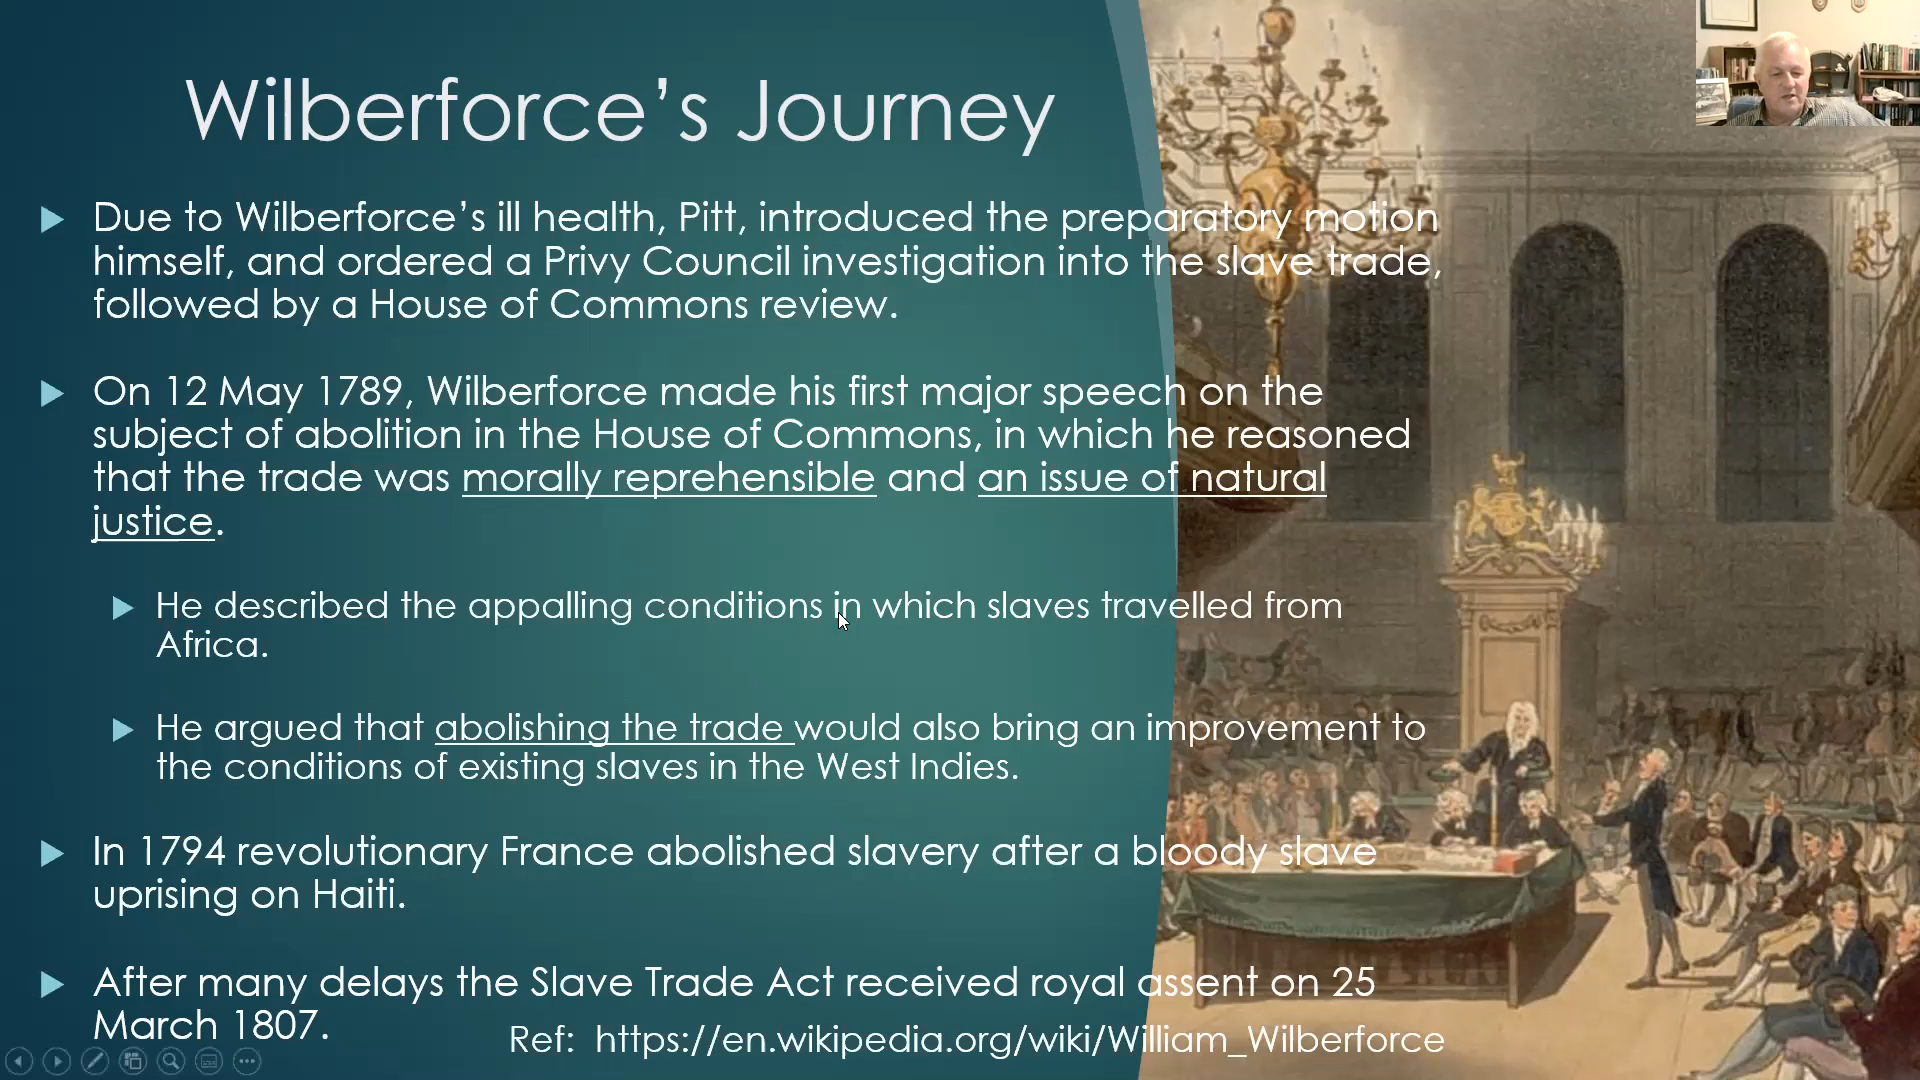 Wilberforce’s Journey
Due to Wilberforce’s ill health, Pitt, introduced the preparatory motion
himself, and ordered a Privy Council investigation into the slave trade,
followed by a House of Commons review.
On 12 May 1789, Wilberforce made his first major speech on the
subject of abolition in the House of Commons, in which he reasoned
that the trade was morally reprehensible and an issue of natural
justice.
He described the appalling conditions in which slaves travelled from
Africa.
He argued that abolishing the trade would also bring an improvement to
the conditions of existing slaves in the West Indies.
In 1794 revolutionary France abolished slavery after a bloody slave
uprising on Haiti.
After many delays the Slave Trade Act received royal assent on 25
March 1807.
Ref: https://en.wikipedia.org/wiki/William_Wilberforce